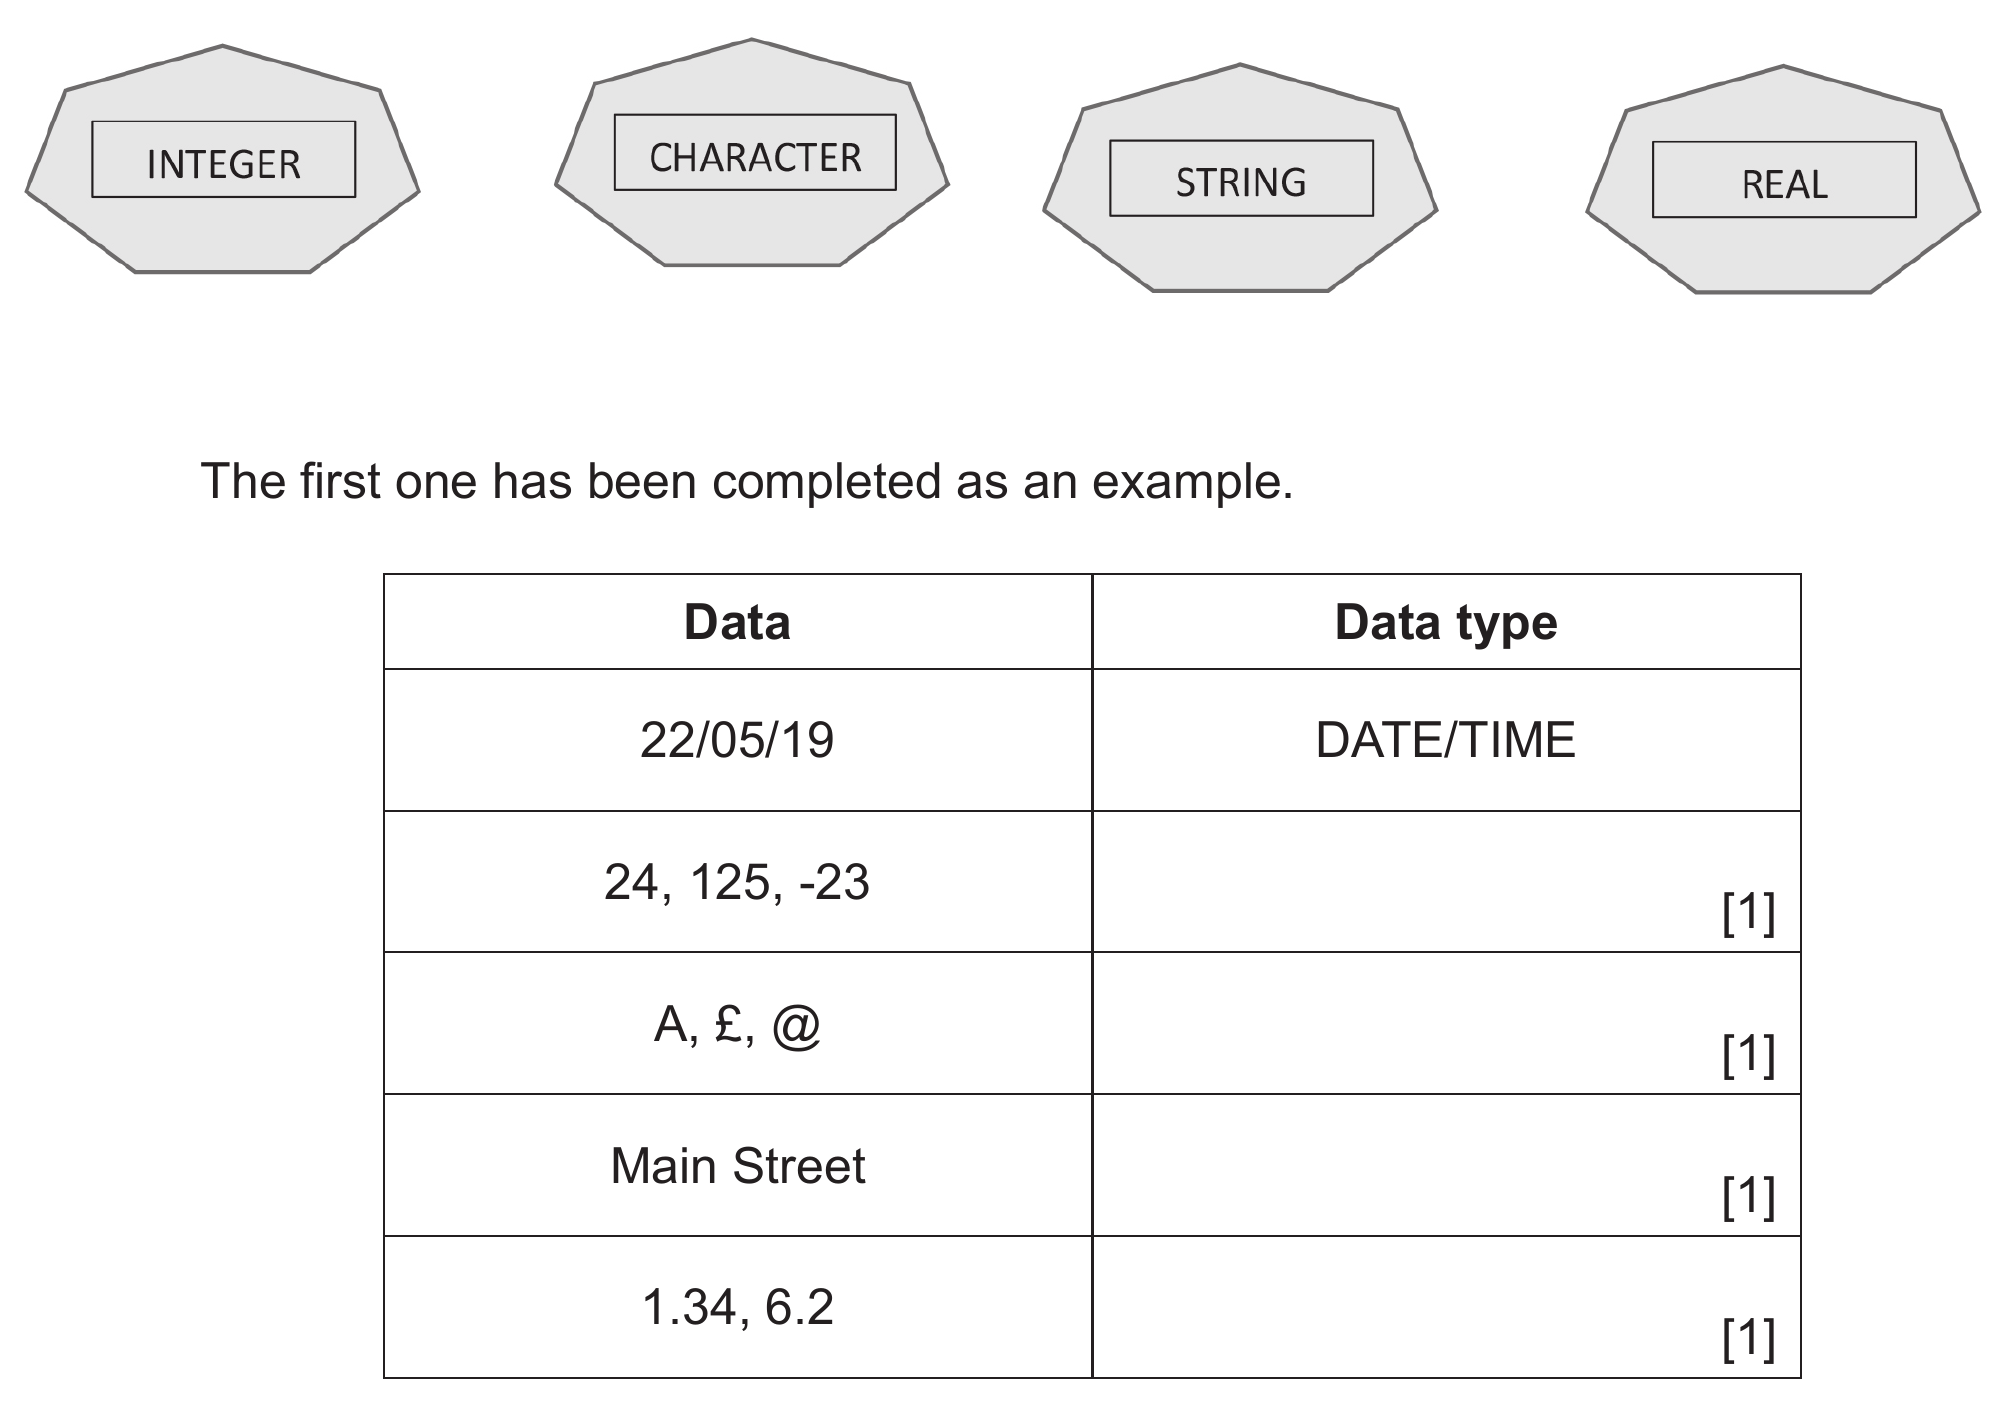 INTEGER
CHARACTER
STRING
REAL
The first one has been completed as an example.
Data Data type
22/05/19 DATE/TIME
24, 125, -23 [1]
A, £, @ [1]
Main Street [1]
1.34, 6.2 [1]